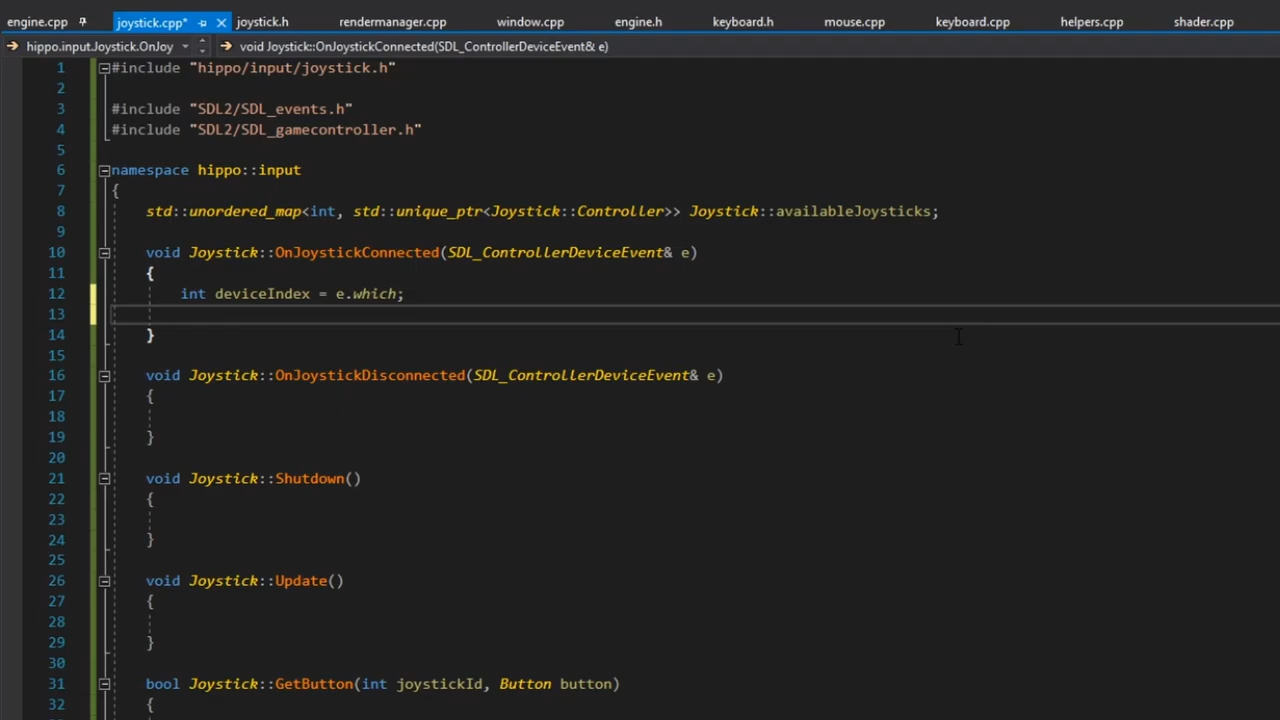 engine.cpp joystick.cpp* joystick.h rendermanager.cpp window.cpp engine.h keyboard.h mouse.cpp keyboard.cpp helpers.cpp shader.cpp
hippo.input.Joystick.OnJoy void Joystick::OnJoystickConnected(SDL_ControllerDeviceEvent& e)
1 #include "hippo/input/joystick.h"
2
3 #include "SDL2/SDL_events.h"
4 #include "SDL2/SDL_gamecontroller.h"
5
6 namespace hippo::input
7 {
8 std::unordered_map<int, std::unique_ptr<Joystick::Controller>> Joystick::availableJoysticks;
9
10 void Joystick::OnJoystickConnected(SDL_ControllerDeviceEvent& e)
11 {
12 int deviceIndex = e.which;
13
14 }
15
16 void Joystick::OnJoystickDisconnected(SDL_ControllerDeviceEvent& e)
17 {
18
19 }
20
21 void Joystick::Shutdown()
22 {
23
24 }
25
26 void Joystick::Update()
27 {
28
29 }
30
31 bool Joystick::GetButton(int joystickId, Button button)
32 {